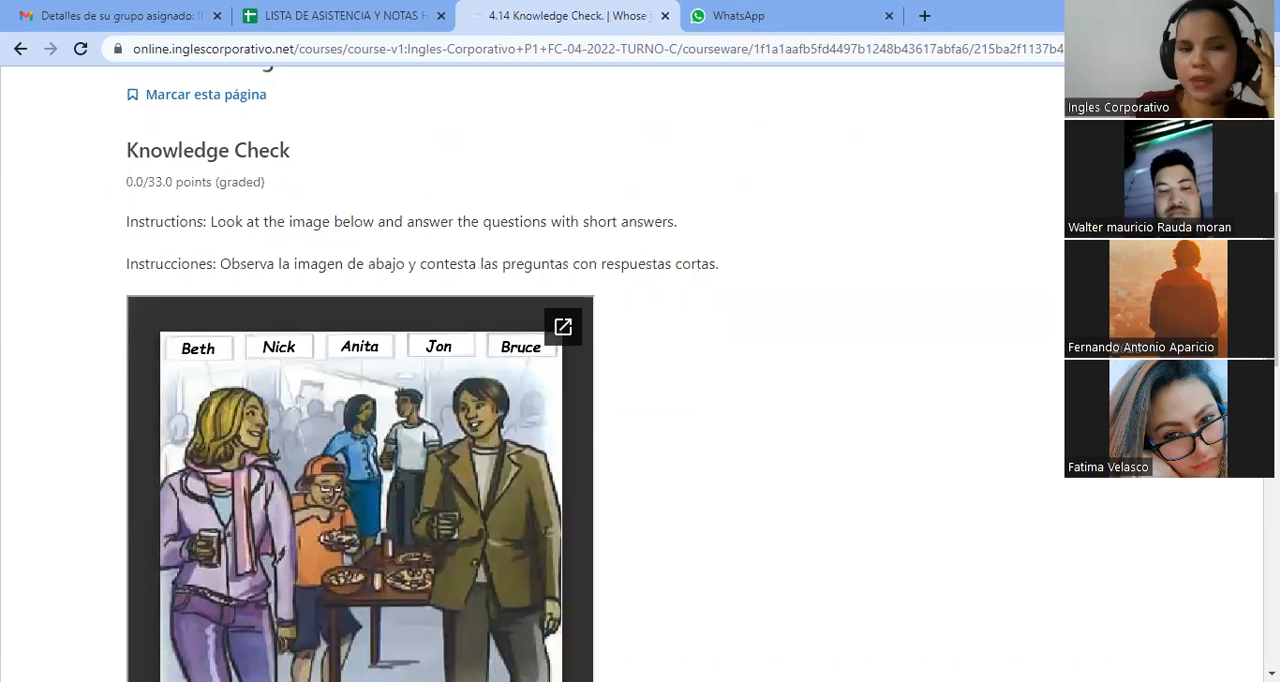 Detalles de su grupo asignado: I
LISTA DE ASISTENCIA Y NOTAS H
4.14 Knowledge Check. | Whose
WhatsApp
online.inglescorporativo.net/courses/course-v1:Ingles-Corporativo+P1+FC-04-2022-TURNO-C/courseware/1f1a1aafb5fd4497b1248b43617abfa6/215ba2f1137b4
Marcar esta página
Knowledge Check
0.0/33.0 points (graded)
Instructions: Look at the image below and answer the questions with short answers.
Instrucciones: Observa la imagen de abajo y contesta las preguntas con respuestas cortas.
Beth
Nick
Anita
Jon
Bruce
Ingles Corporativo
Walter mauricio Rauda moran
Fernando Antonio Aparicio
Fatima Velasco